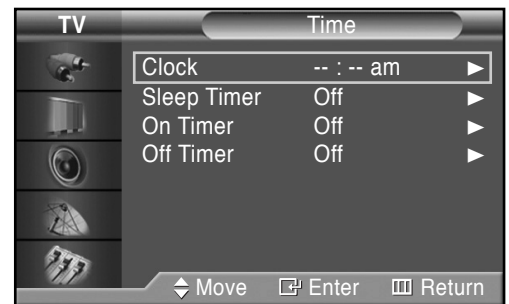 TV Time
Clock -- : -- am ►
Sleep Timer Off ►
On Timer Off ►
Off Timer Off ►
Move Enter Return